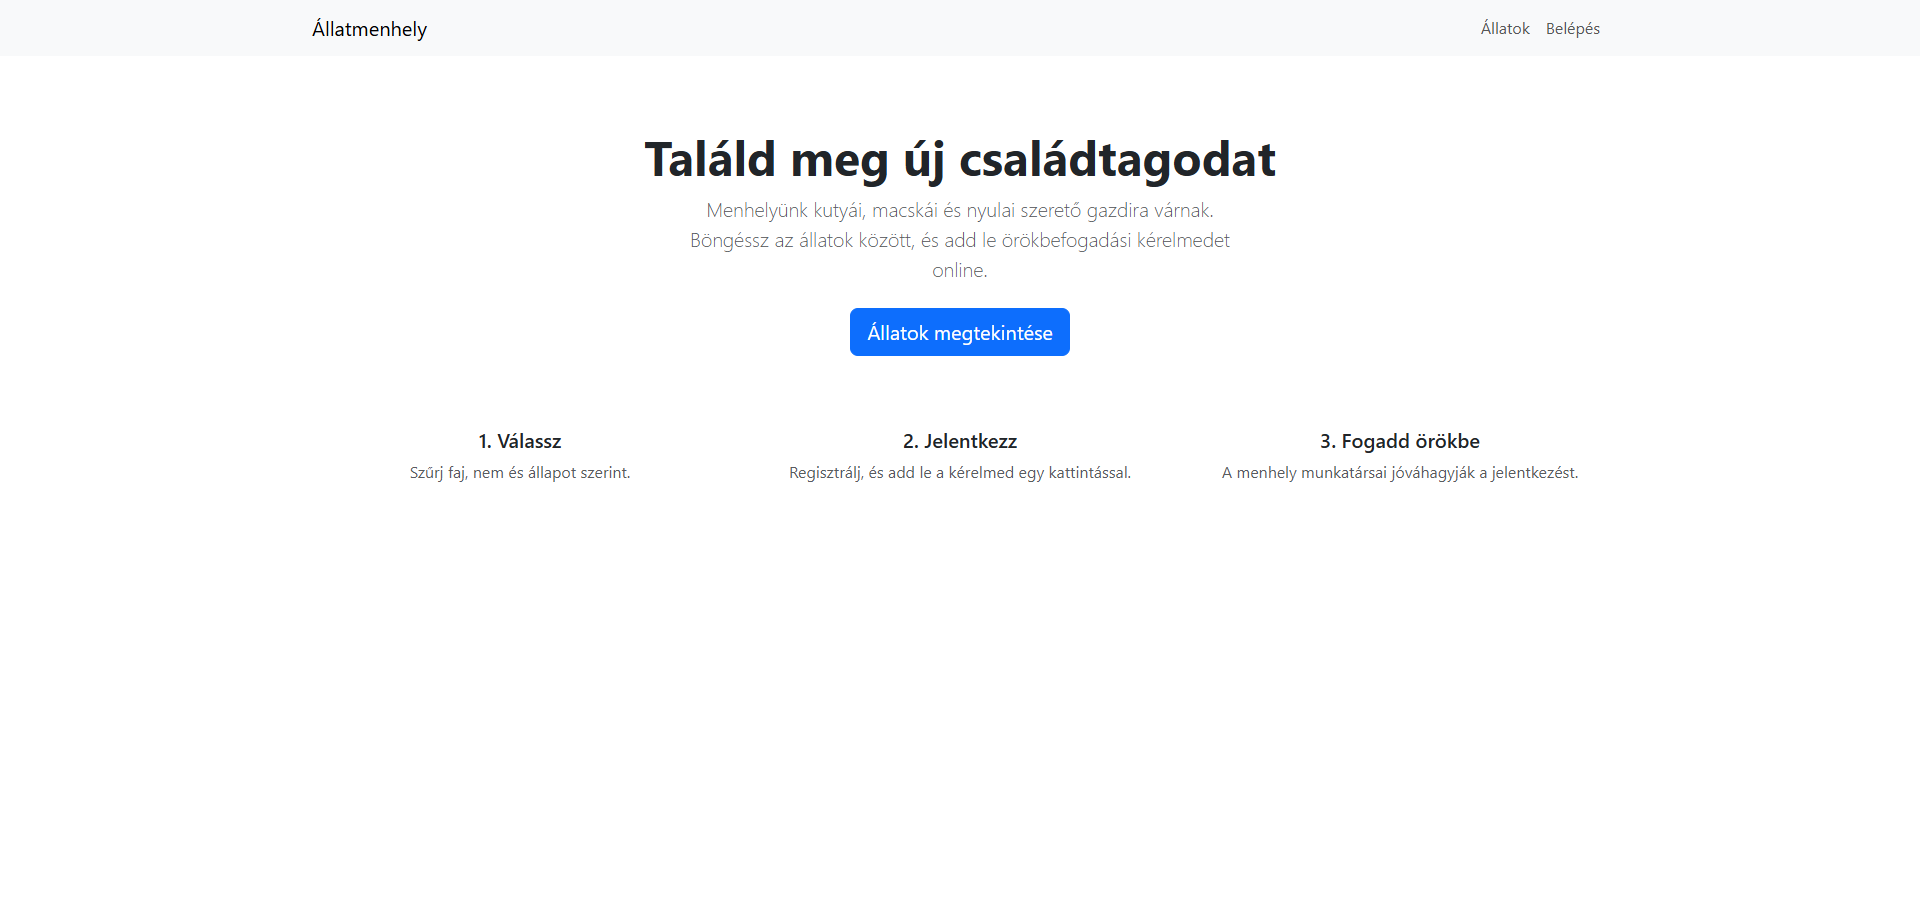 Állatmenhely
Állatok
Belépés
Találd meg új családtagodat
Menhelyünk kutyái, macskái és nyulai szerető gazdira várnak.
Böngéssz az állatok között, és add le örökbefogadási kérelmedet
online.
Állatok megtekintése
1. Válassz
Szűrj faj, nem és állapot szerint.
2. Jelentkezz
Regisztrálj, és add le a kérelmed egy kattintással.
3. Fogadd örökbe
A menhely munkatársai jóváhagyják a jelentkezést.